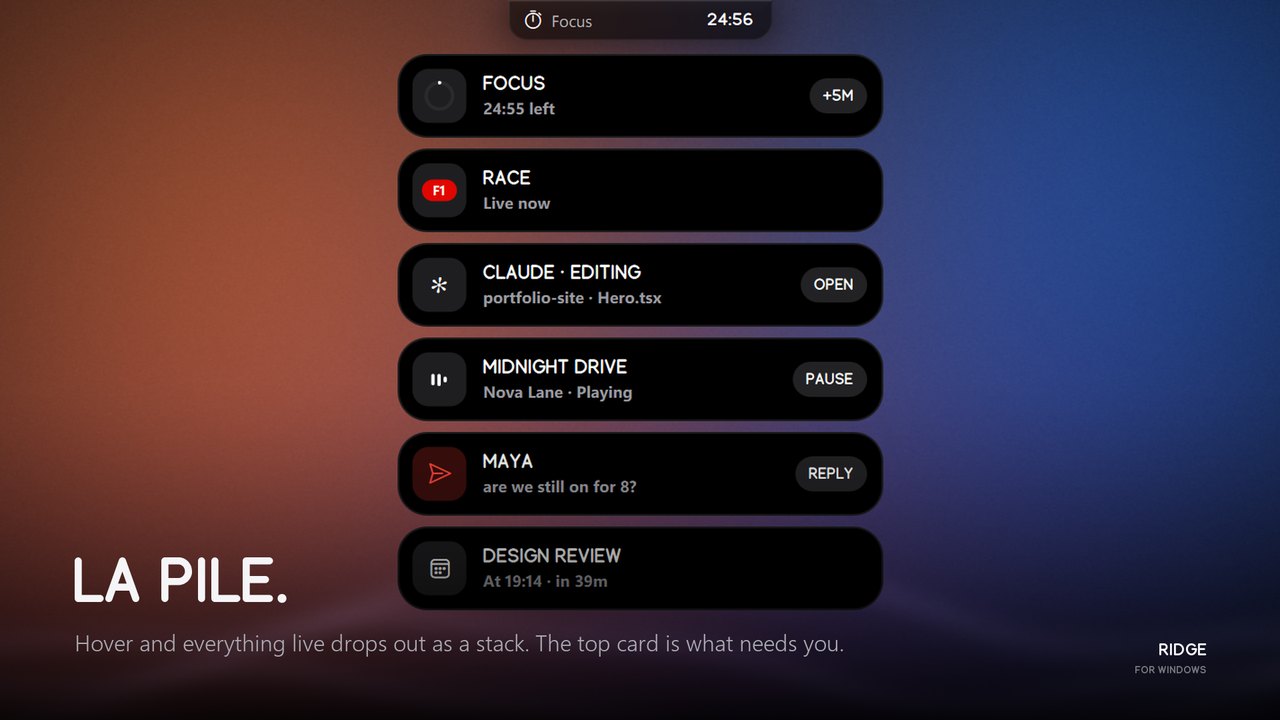 Focus 24:56
FOCUS
24:55 left
+5M
RACE
Live now
F1
CLAUDE · EDITING
portfolio-site · Hero.tsx
OPEN
MIDNIGHT DRIVE
Nova Lane · Playing
PAUSE
MAYA
are we still on for 8?
REPLY
DESIGN REVIEW
At 19:14 · in 39m
LA PILE.
Hover and everything live drops out as a stack. The top card is what needs you.
RIDGE
FOR WINDOWS